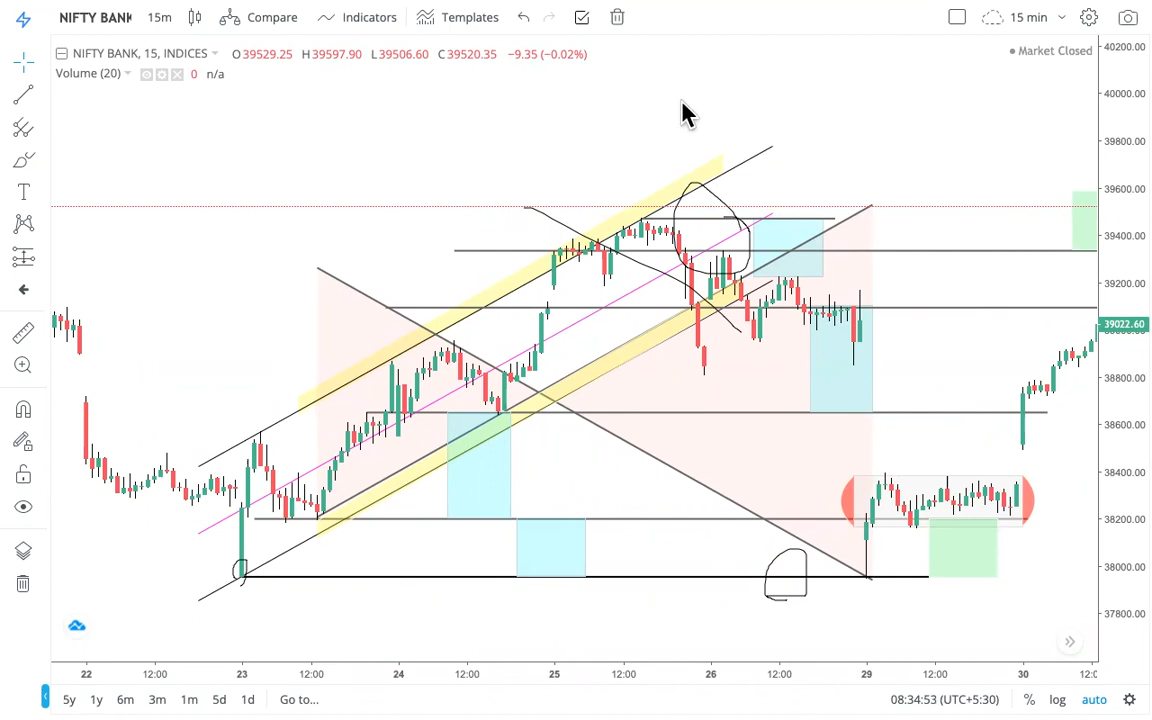 NIFTY BANK 15m Compare Indicators Templates 15 min
NIFTY BANK, 15, INDICES O39529.25 H39597.90 L39506.60 C39520.35 −9.35 (−0.02%) Market Closed
Volume (20) 0 n/a
40200.00
40000.00
39800.00
39600.00
39400.00
39200.00
39022.60
38800.00
38600.00
38400.00
38200.00
38000.00
37800.00
22 12:00 23 12:00 24 12:00 25 12:00 26 12:00 29 12:00 30
5y 1y 6m 3m 1m 5d 1d Go to... 08:34:53 (UTC+5:30) % log auto